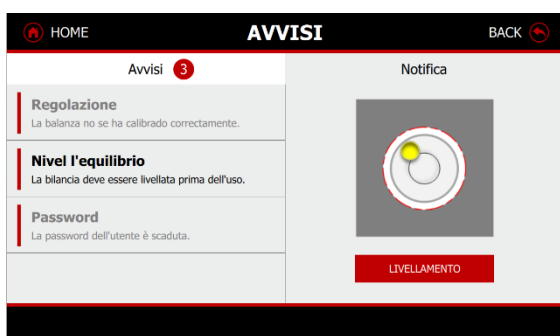 HOME
AVVISI
BACK
Avvisi 3
Regolazione
La balanza no se ha calibrado correctamente.
Nivel l'equilibrio
La bilancia deve essere livellata prima dell'uso.
Password
La password dell'utente è scaduta.
Notifica
LIVELLAMENTO